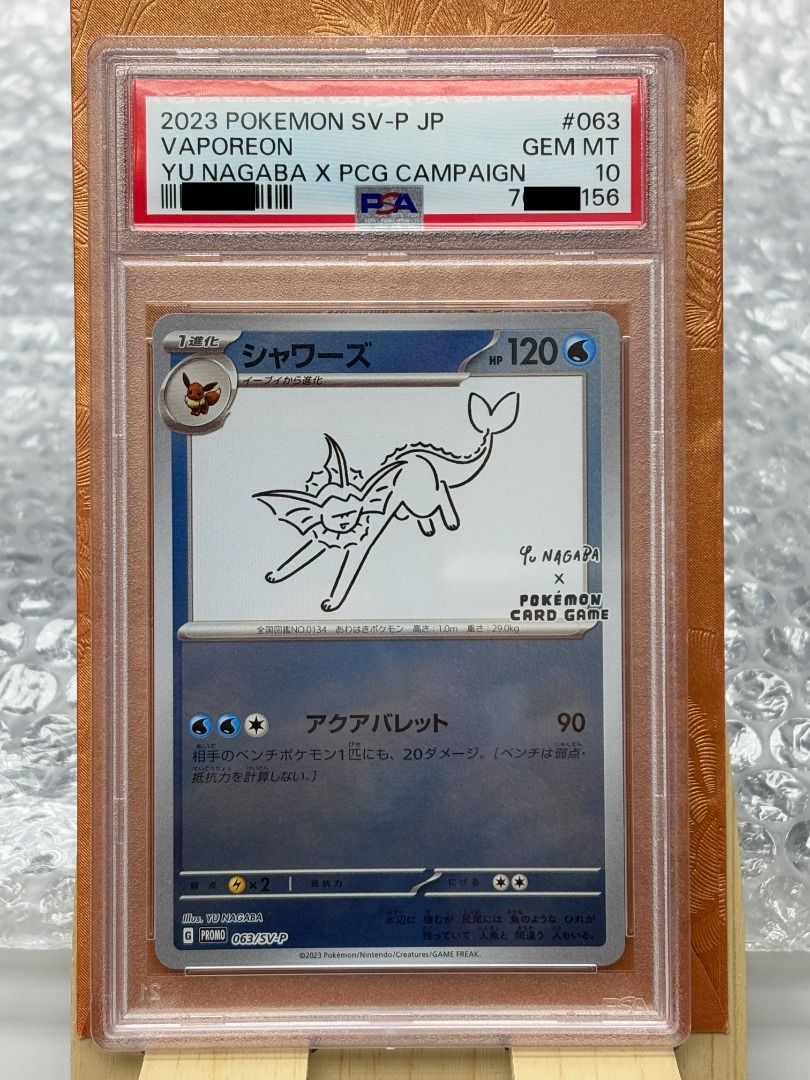 2023 POKEMON SV-P JP #063
VAPOREON GEM MT
YU NAGABA X PCG CAMPAIGN 10
PSA 7 156
1進化 シャワーズ HP 120
イーブイから進化
YU NAGABA
X
POKÉMON
CARD GAME
全国図鑑NO.0134 あわはきポケモン 高さ:1.0m 重さ:29.0kg
アクアバレット 90
相手のベンチポケモン1匹にも、20ダメージ。[ベンチは弱点・
抵抗力を計算しない。]
弱点 ×2 抵抗力 にげる
Illus. YU NAGABA
水辺に 棲むが 尻尾には 魚のような ひれが
残っていて 人魚と 間違う 人もいる。
G PROMO 063/SV-P
©2023 Pokémon/Nintendo/Creatures/GAME FREAK.
PSA